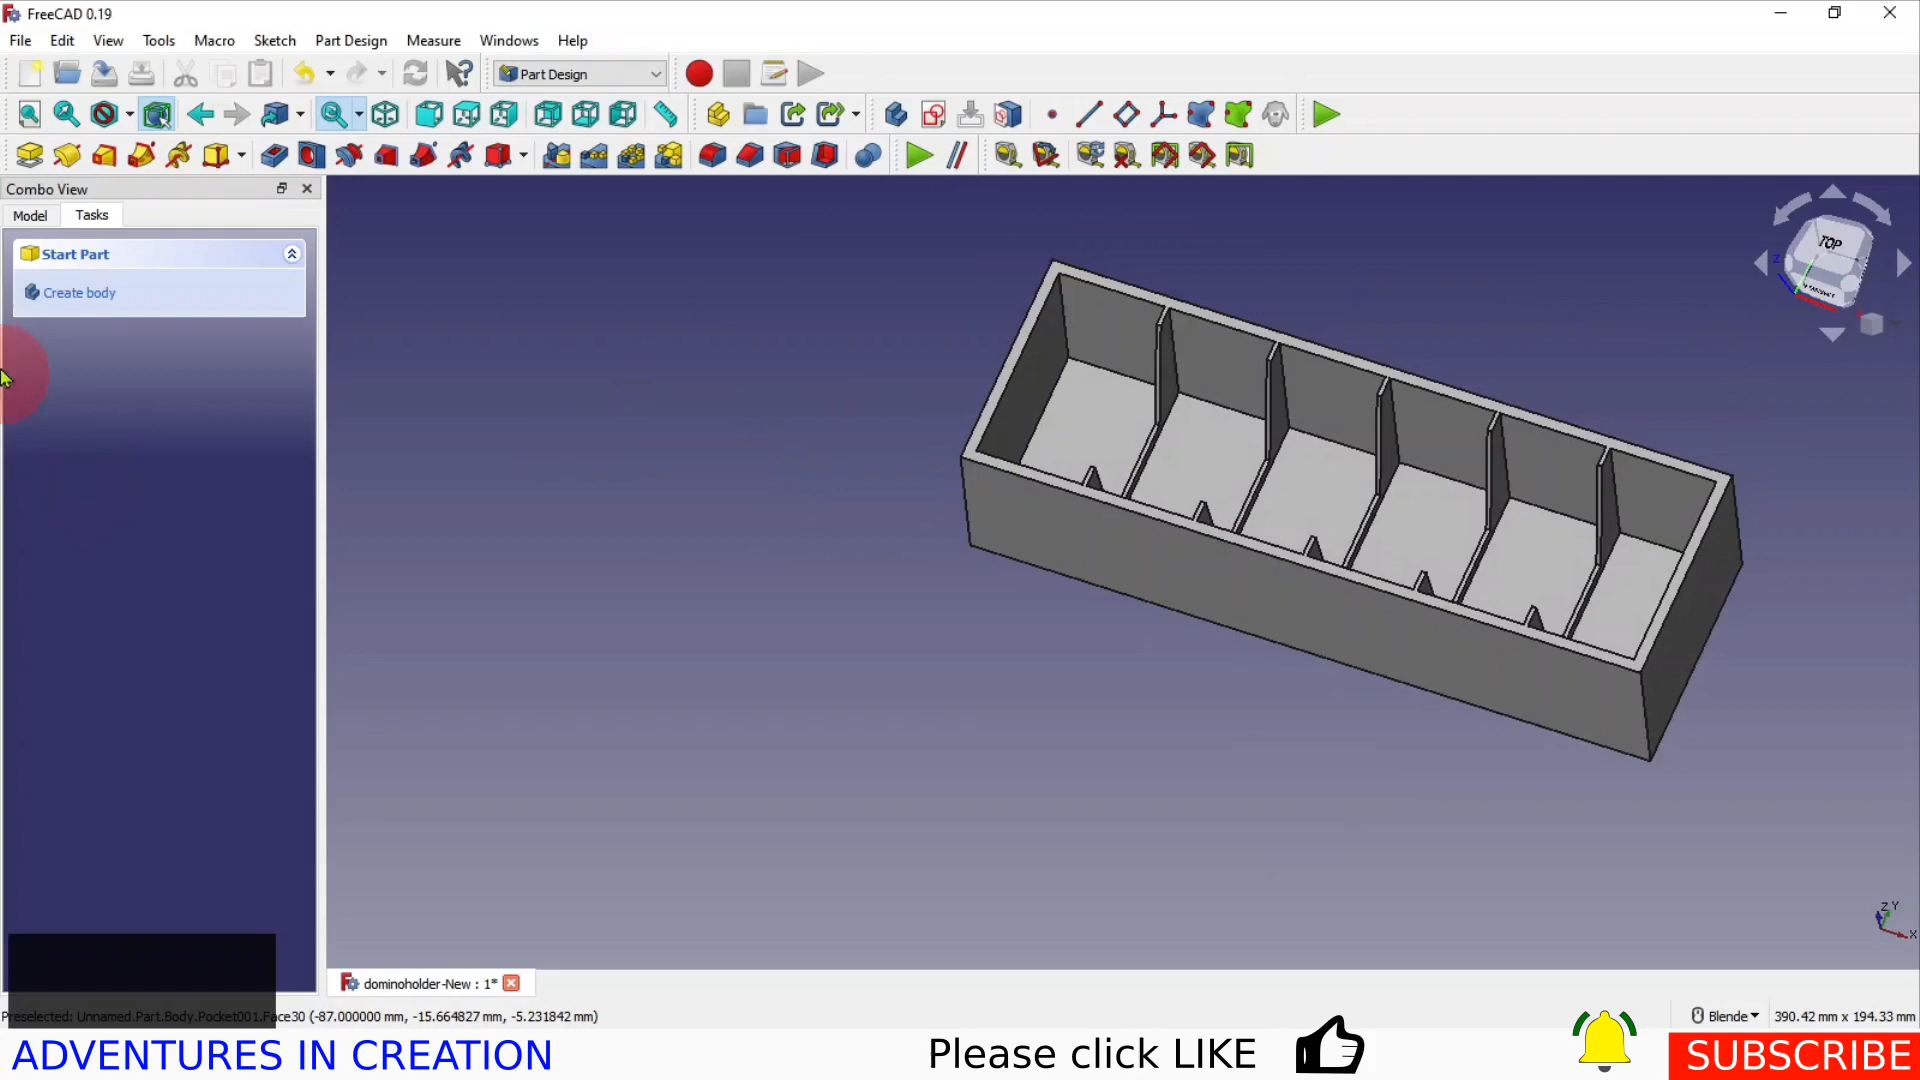 FreeCAD 0.19
File Edit View Tools Macro Sketch Part Design Measure Windows Help
Part Design
Combo View
Model Tasks
Start Part
Create body
TOP
Z
Z Y
X
dominoholder-New : 1*
Preselected: Unnamed.Part.Body.Pocket001.Face30 (-87.000000 mm, -15.664827 mm, -5.231842 mm)
Blende 390.42 mm x 194.33 mm
ADVENTURES IN CREATION
Please click LIKE
SUBSCRIBE